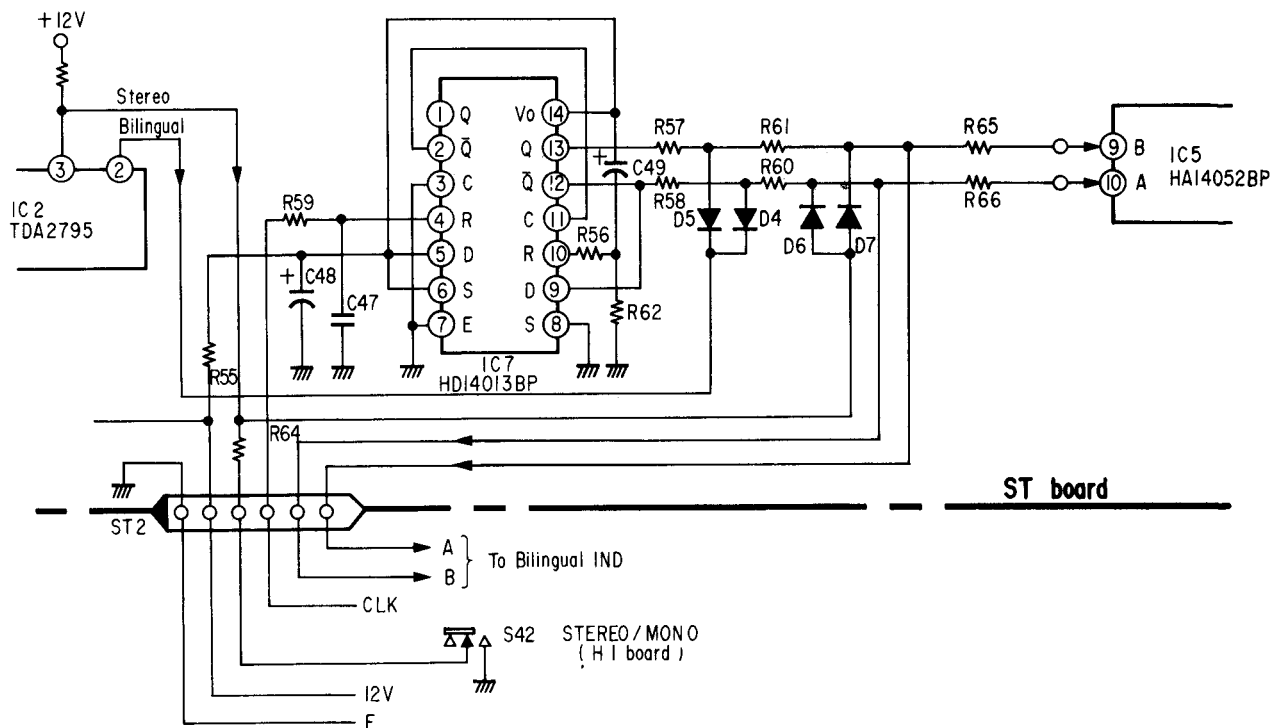 +12V
Stereo
Bilingual
3
2
IC 2
TDA2795
R59
+
C48
C47
R55
1
Q
2
Q̄
3
C
4
R
5
D
6
S
7
E
Vo
14
Q
13
Q̄
12
C
11
R
10
D
9
S
8
IC7
HD14013BP
+
C49
R56
R62
R57
R58
D5
D4
R61
R60
D6
D7
R65
R66
9
B
10
A
IC5
HA14052BP
R64
ST2
ST board
A
B
To Bilingual IND
CLK
S42
STEREO/MONO
(H I board)
12V
E